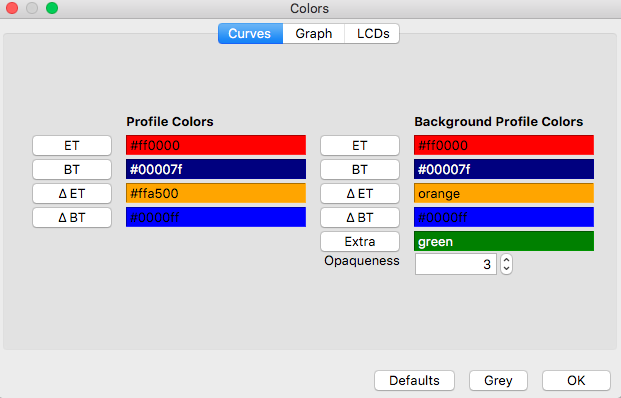 Colors
Curves Graph LCDs
Profile Colors Background Profile Colors
ET #ff0000 ET #ff0000
BT #00007f BT #00007f
Δ ET #ffa500 Δ ET orange
Δ BT #0000ff Δ BT #0000ff
Extra green
Opaqueness 3
Defaults Grey OK